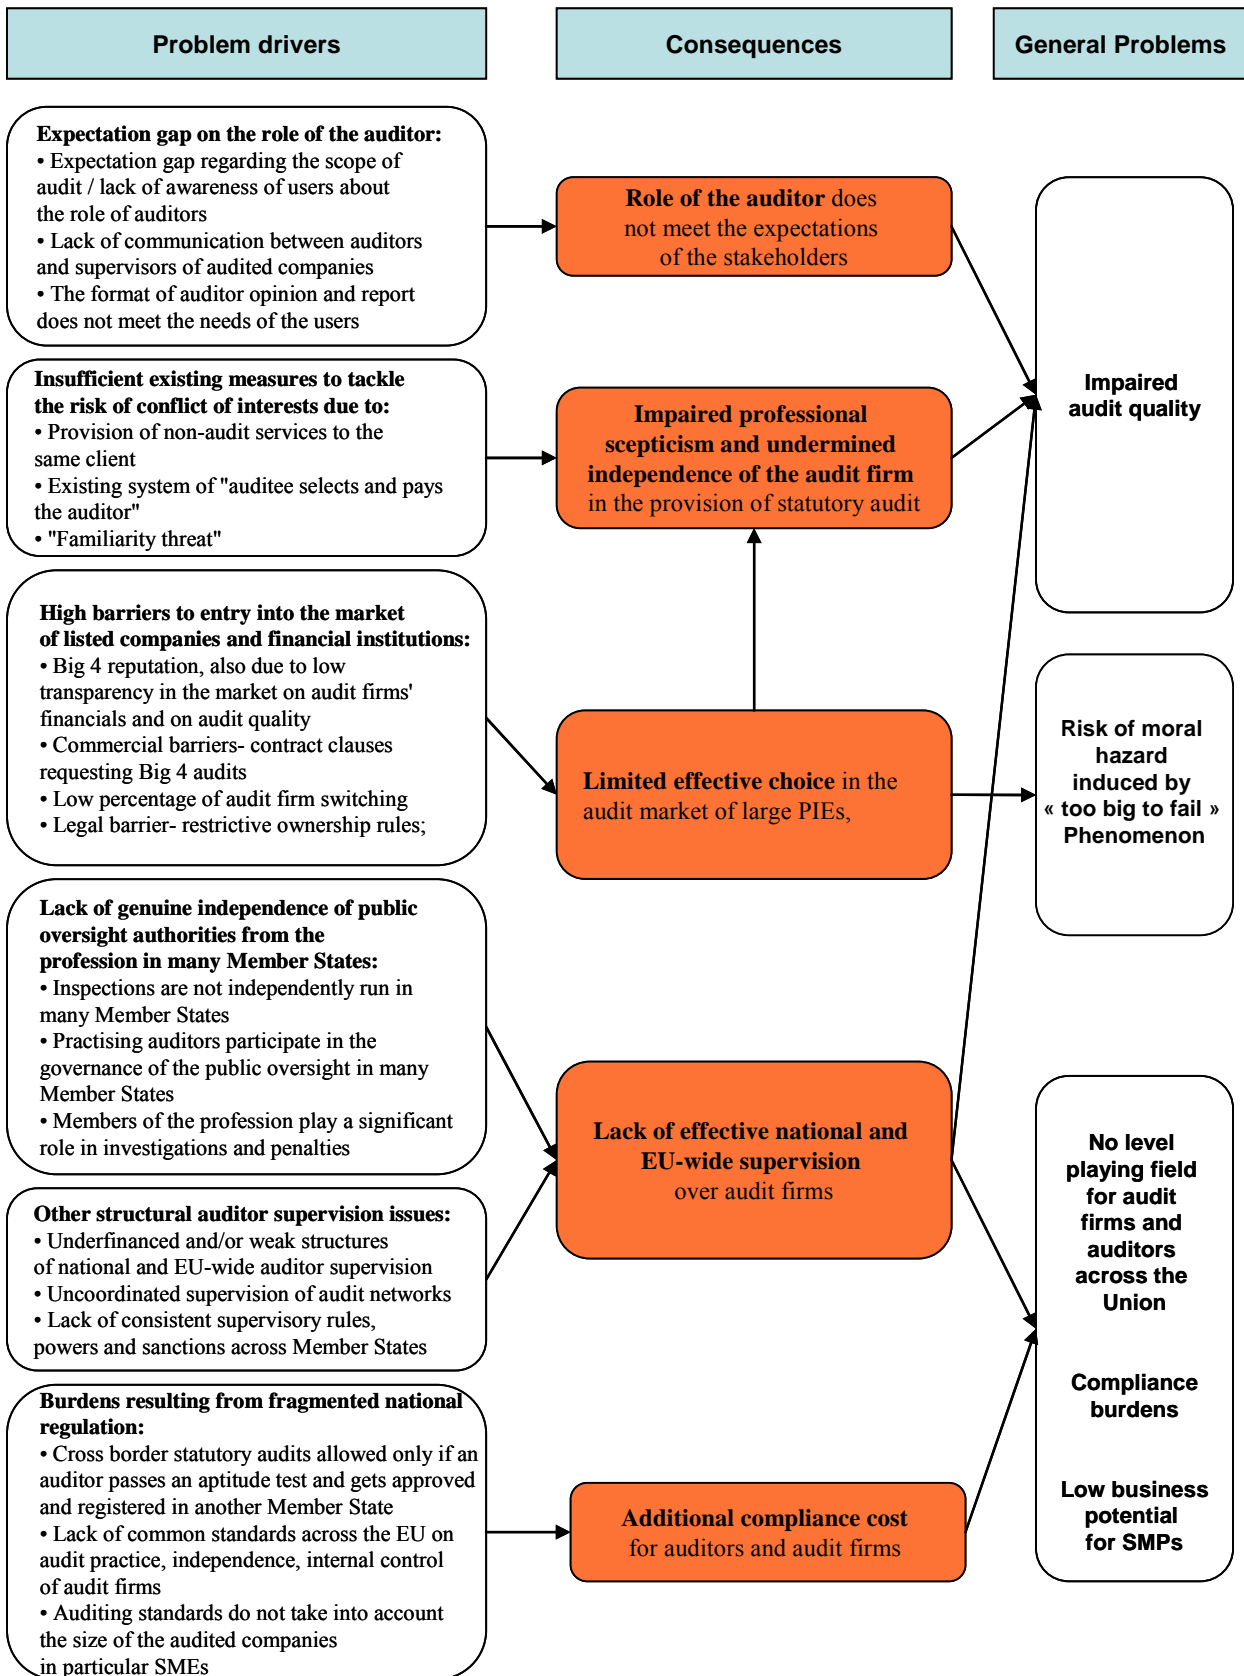 Problem drivers
Consequences
General Problems
Expectation gap on the role of the auditor:
• Expectation gap regarding the scope of
audit / lack of awareness of users about
the role of auditors
• Lack of communication between auditors
and supervisors of audited companies
• The format of auditor opinion and report
does not meet the needs of the users
Role of the auditor does
not meet the expectations
of the stakeholders
Impaired
audit quality
Insufficient existing measures to tackle
the risk of conflict of interests due to:
• Provision of non-audit services to the
same client
• Existing system of "auditee selects and pays
the auditor"
• "Familiarity threat"
Impaired professional
scepticism and undermined
independence of the audit firm
in the provision of statutory audit
High barriers to entry into the market
of listed companies and financial institutions:
• Big 4 reputation, also due to low
transparency in the market on audit firms'
financials and on audit quality
• Commercial barriers- contract clauses
requesting Big 4 audits
• Low percentage of audit firm switching
• Legal barrier- restrictive ownership rules;
Limited effective choice in the
audit market of large PIEs,
Risk of moral
hazard
induced by
« too big to fail »
Phenomenon
Lack of genuine independence of public
oversight authorities from the
profession in many Member States:
• Inspections are not independently run in
many Member States
• Practising auditors participate in the
governance of the public oversight in many
Member States
• Members of the profession play a significant
role in investigations and penalties
Lack of effective national and
EU-wide supervision
over audit firms
No level
playing field
for audit
firms and
auditors
across the
Union
Compliance
burdens
Low business
potential
for SMPs
Other structural auditor supervision issues:
• Underfinanced and/or weak structures
of national and EU-wide auditor supervision
• Uncoordinated supervision of audit networks
• Lack of consistent supervisory rules,
powers and sanctions across Member States
Burdens resulting from fragmented national
regulation:
• Cross border statutory audits allowed only if an
auditor passes an aptitude test and gets approved
and registered in another Member State
• Lack of common standards across the EU on
audit practice, independence, internal control
of audit firms
• Auditing standards do not take into account
the size of the audited companies
in particular SMEs
Additional compliance cost
for auditors and audit firms